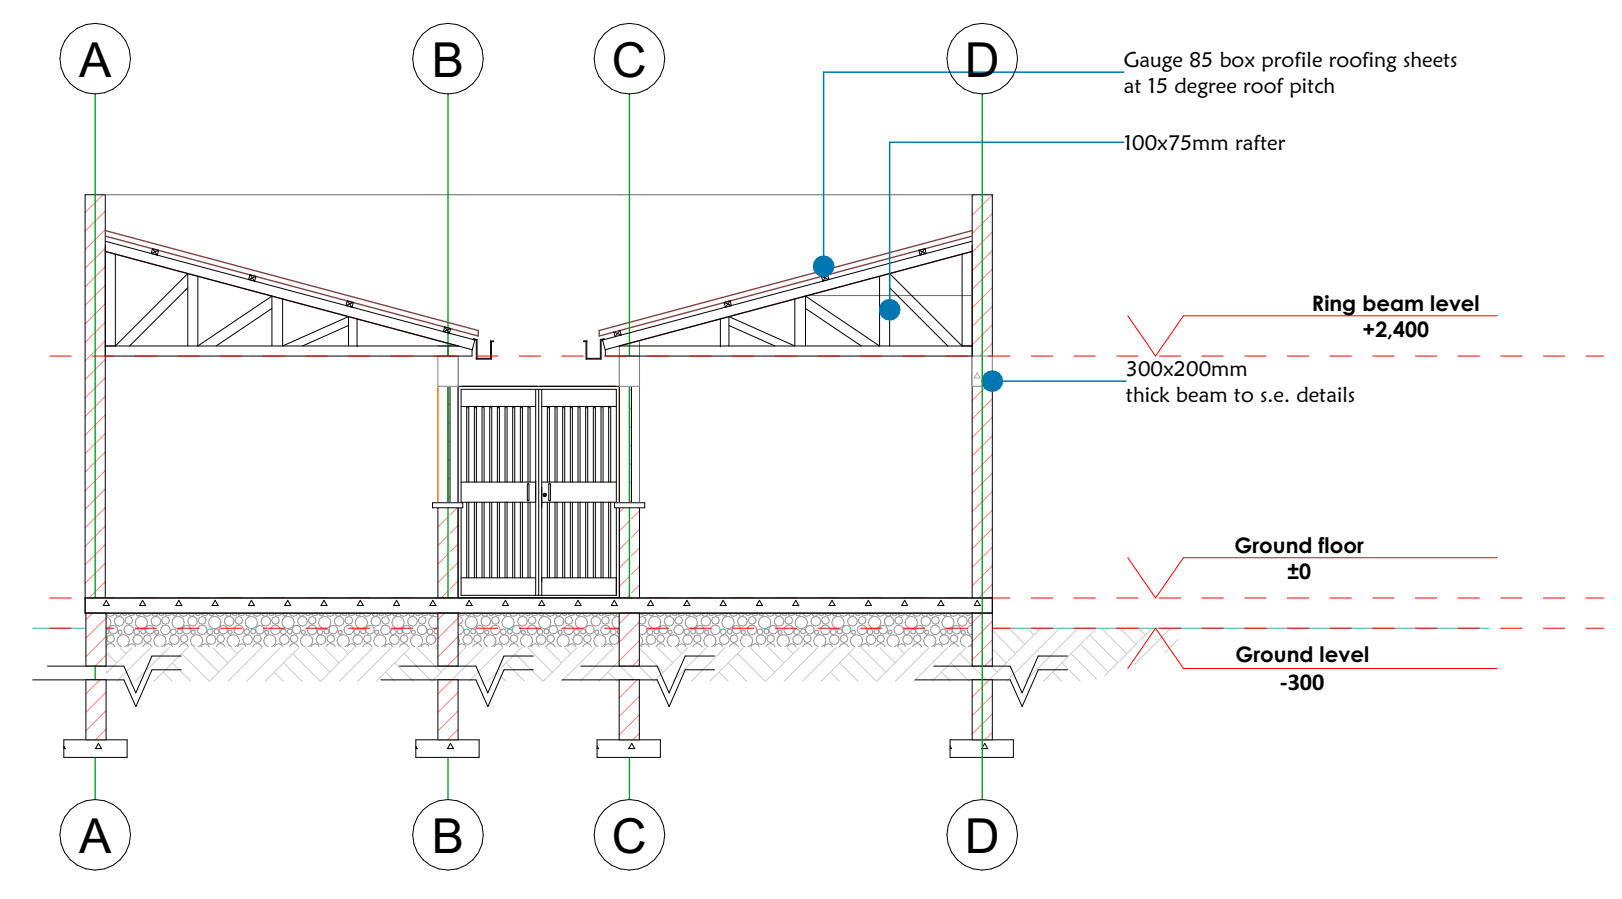 A B C D
Gauge 85 box profile roofing sheets
at 15 degree roof pitch
100x75mm rafter
Ring beam level
+2,400
300x200mm
thick beam to s.e. details
Ground floor
±0
Ground level
-300
A B C D